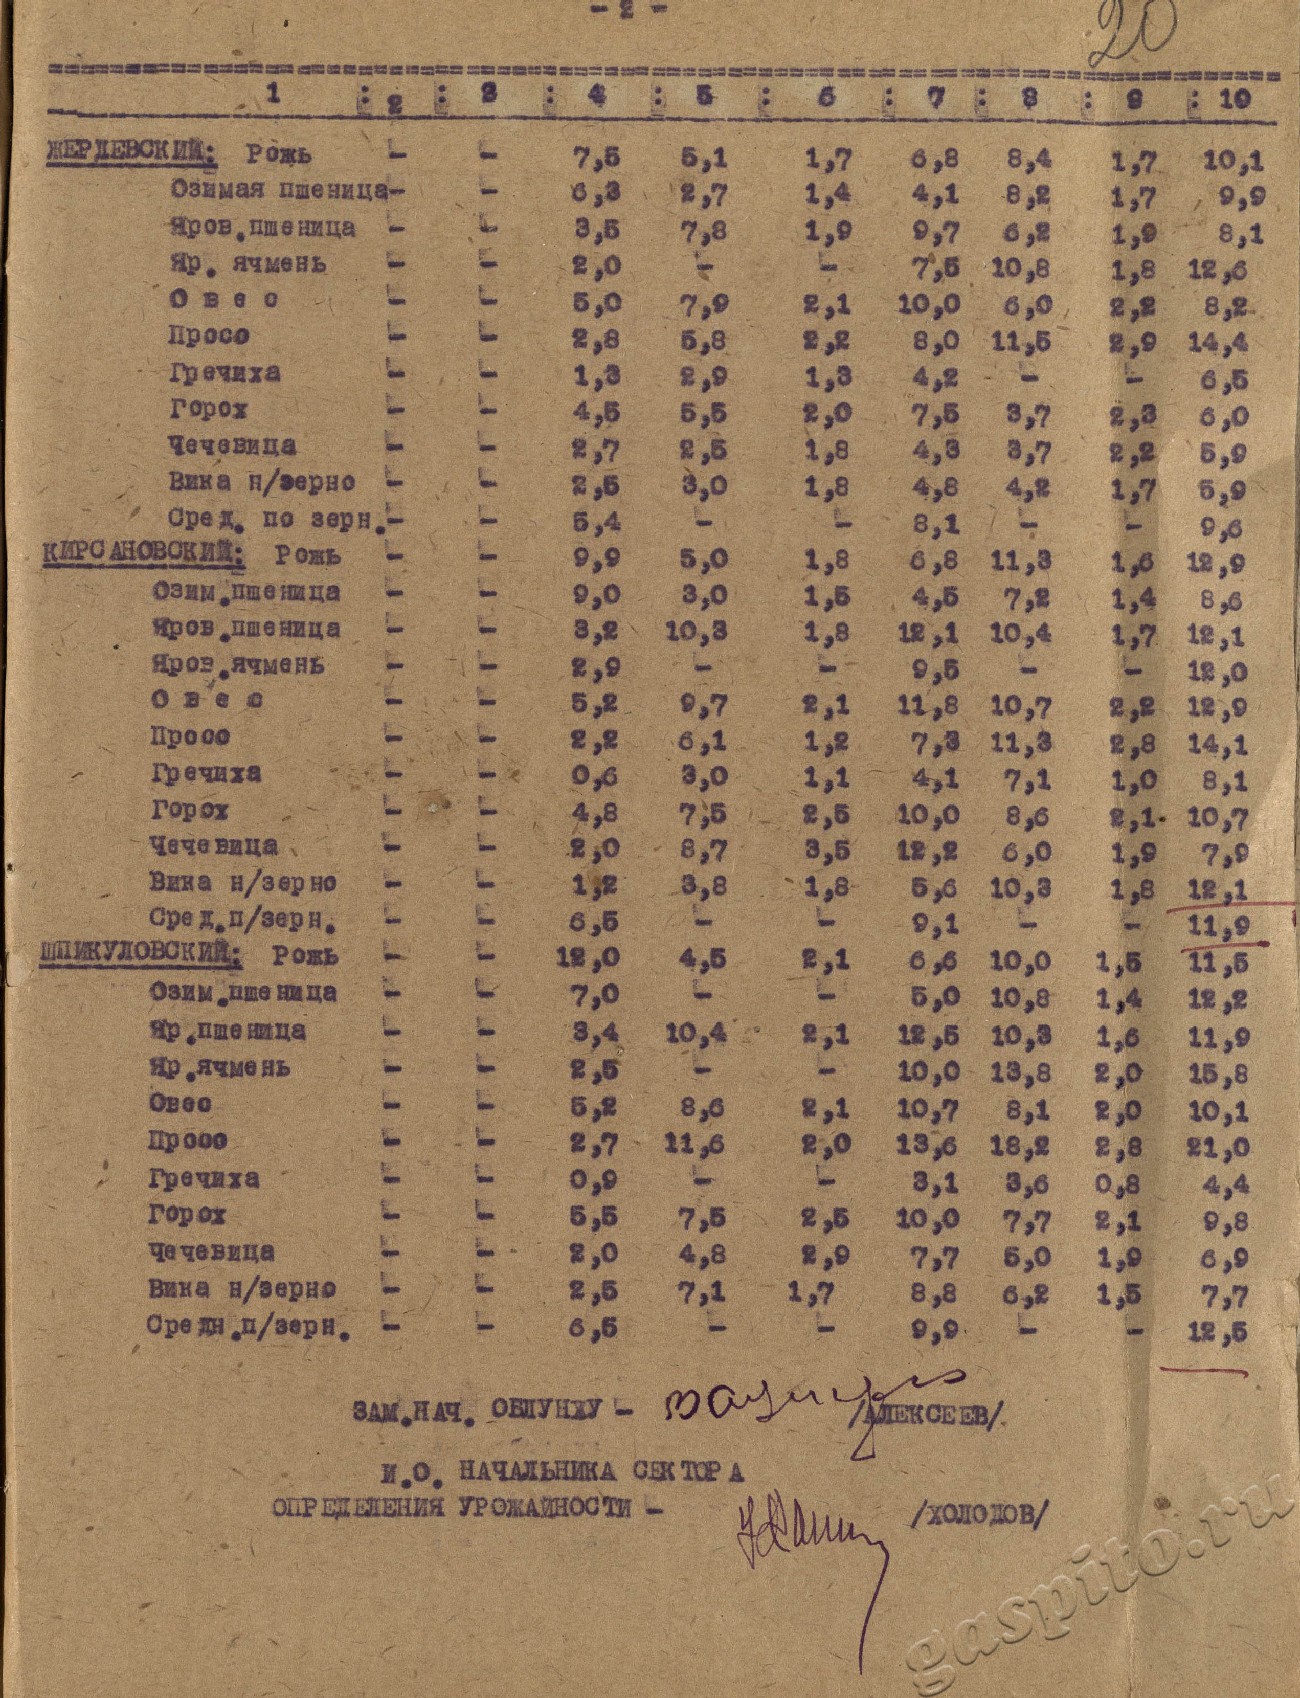 - 2 -
20
1 : 2 : 3 : 4 : 5 : 6 : 7 : 8 : 9 : 10
ЖЕРДЕВСКИЙ: Рожь - - 7,5 5,1 1,7 6,8 8,4 1,7 10,1
Озимая пшеница- - 6,3 2,7 1,4 4,1 8,2 1,7 9,9
Яров.пшеница - - 3,5 7,8 1,9 9,7 6,2 1,9 8,1
Яр. ячмень - - 2,0 - - 7,5 10,8 1,8 12,6
О в е с - - 5,0 7,9 2,1 10,0 6,0 2,2 8,2
Просо - - 2,8 5,8 2,2 8,0 11,5 2,9 14,4
Гречиха - - 1,3 2,9 1,3 4,2 - - 6,5
Горох - - 4,5 5,5 2,0 7,5 3,7 2,3 6,0
Чечевица - - 2,7 2,5 1,8 4,3 3,7 2,2 5,9
Вика н/зерно - - 2,5 3,0 1,8 4,8 4,2 1,7 5,9
Сред. по зерн.- - 5,4 - - 8,1 - - 9,6
КИРСАНОВСКИЙ: Рожь - - 9,9 5,0 1,8 6,8 11,3 1,6 12,9
Озим.пшеница - - 9,0 3,0 1,5 4,5 7,2 1,4 8,6
Яров.пшеница - - 3,2 10,3 1,8 12,1 10,4 1,7 12,1
Яров.ячмень - - 2,9 - - 9,5 - - 12,0
О в е с - - 5,2 9,7 2,1 11,8 10,7 2,2 12,9
Просо - - 2,2 6,1 1,2 7,3 11,3 2,8 14,1
Гречиха - - 0,6 3,0 1,1 4,1 7,1 1,0 8,1
Горох - - 4,8 7,5 2,5 10,0 8,6 2,1 10,7
Чечевица - - 2,0 8,7 3,5 12,2 6,0 1,9 7,9
Вика н/зерно - - 1,2 3,8 1,8 5,6 10,3 1,8 12,1
Сред.п/зерн. - - 6,5 - - 9,1 - - 11,9
ШПИКУЛОВСКИЙ: Рожь - - 12,0 4,5 2,1 6,6 10,0 1,5 11,5
Озим.пшеница - - 7,0 - - 5,0 10,8 1,4 12,2
Яр.пшеница - - 3,4 10,4 2,1 12,5 10,3 1,6 11,9
Яр.ячмень - - 2,5 - - 10,0 13,8 2,0 15,8
Овес - - 5,2 8,6 2,1 10,7 8,1 2,0 10,1
Просо - - 2,7 11,6 2,0 13,6 18,2 2,8 21,0
Гречиха - - 0,9 - - 3,1 3,6 0,8 4,4
Горох - - 5,5 7,5 2,5 10,0 7,7 2,1 9,8
Чечевица - - 2,0 4,8 2,9 7,7 5,0 1,9 6,9
Вика н/зерно - - 2,5 7,1 1,7 8,8 6,2 1,5 7,7
Средн.п/зерн. - - 6,5 - - 9,9 - - 12,5
ЗАМ.НАЧ. ОБЛУНХУ - /АЛЕКСЕЕВ/
И.О. НАЧАЛЬНИКА СЕКТОРА
ОПРЕДЕЛЕНИЯ УРОЖАЙНОСТИ - /ХОЛОДОВ/
gaspito.ru